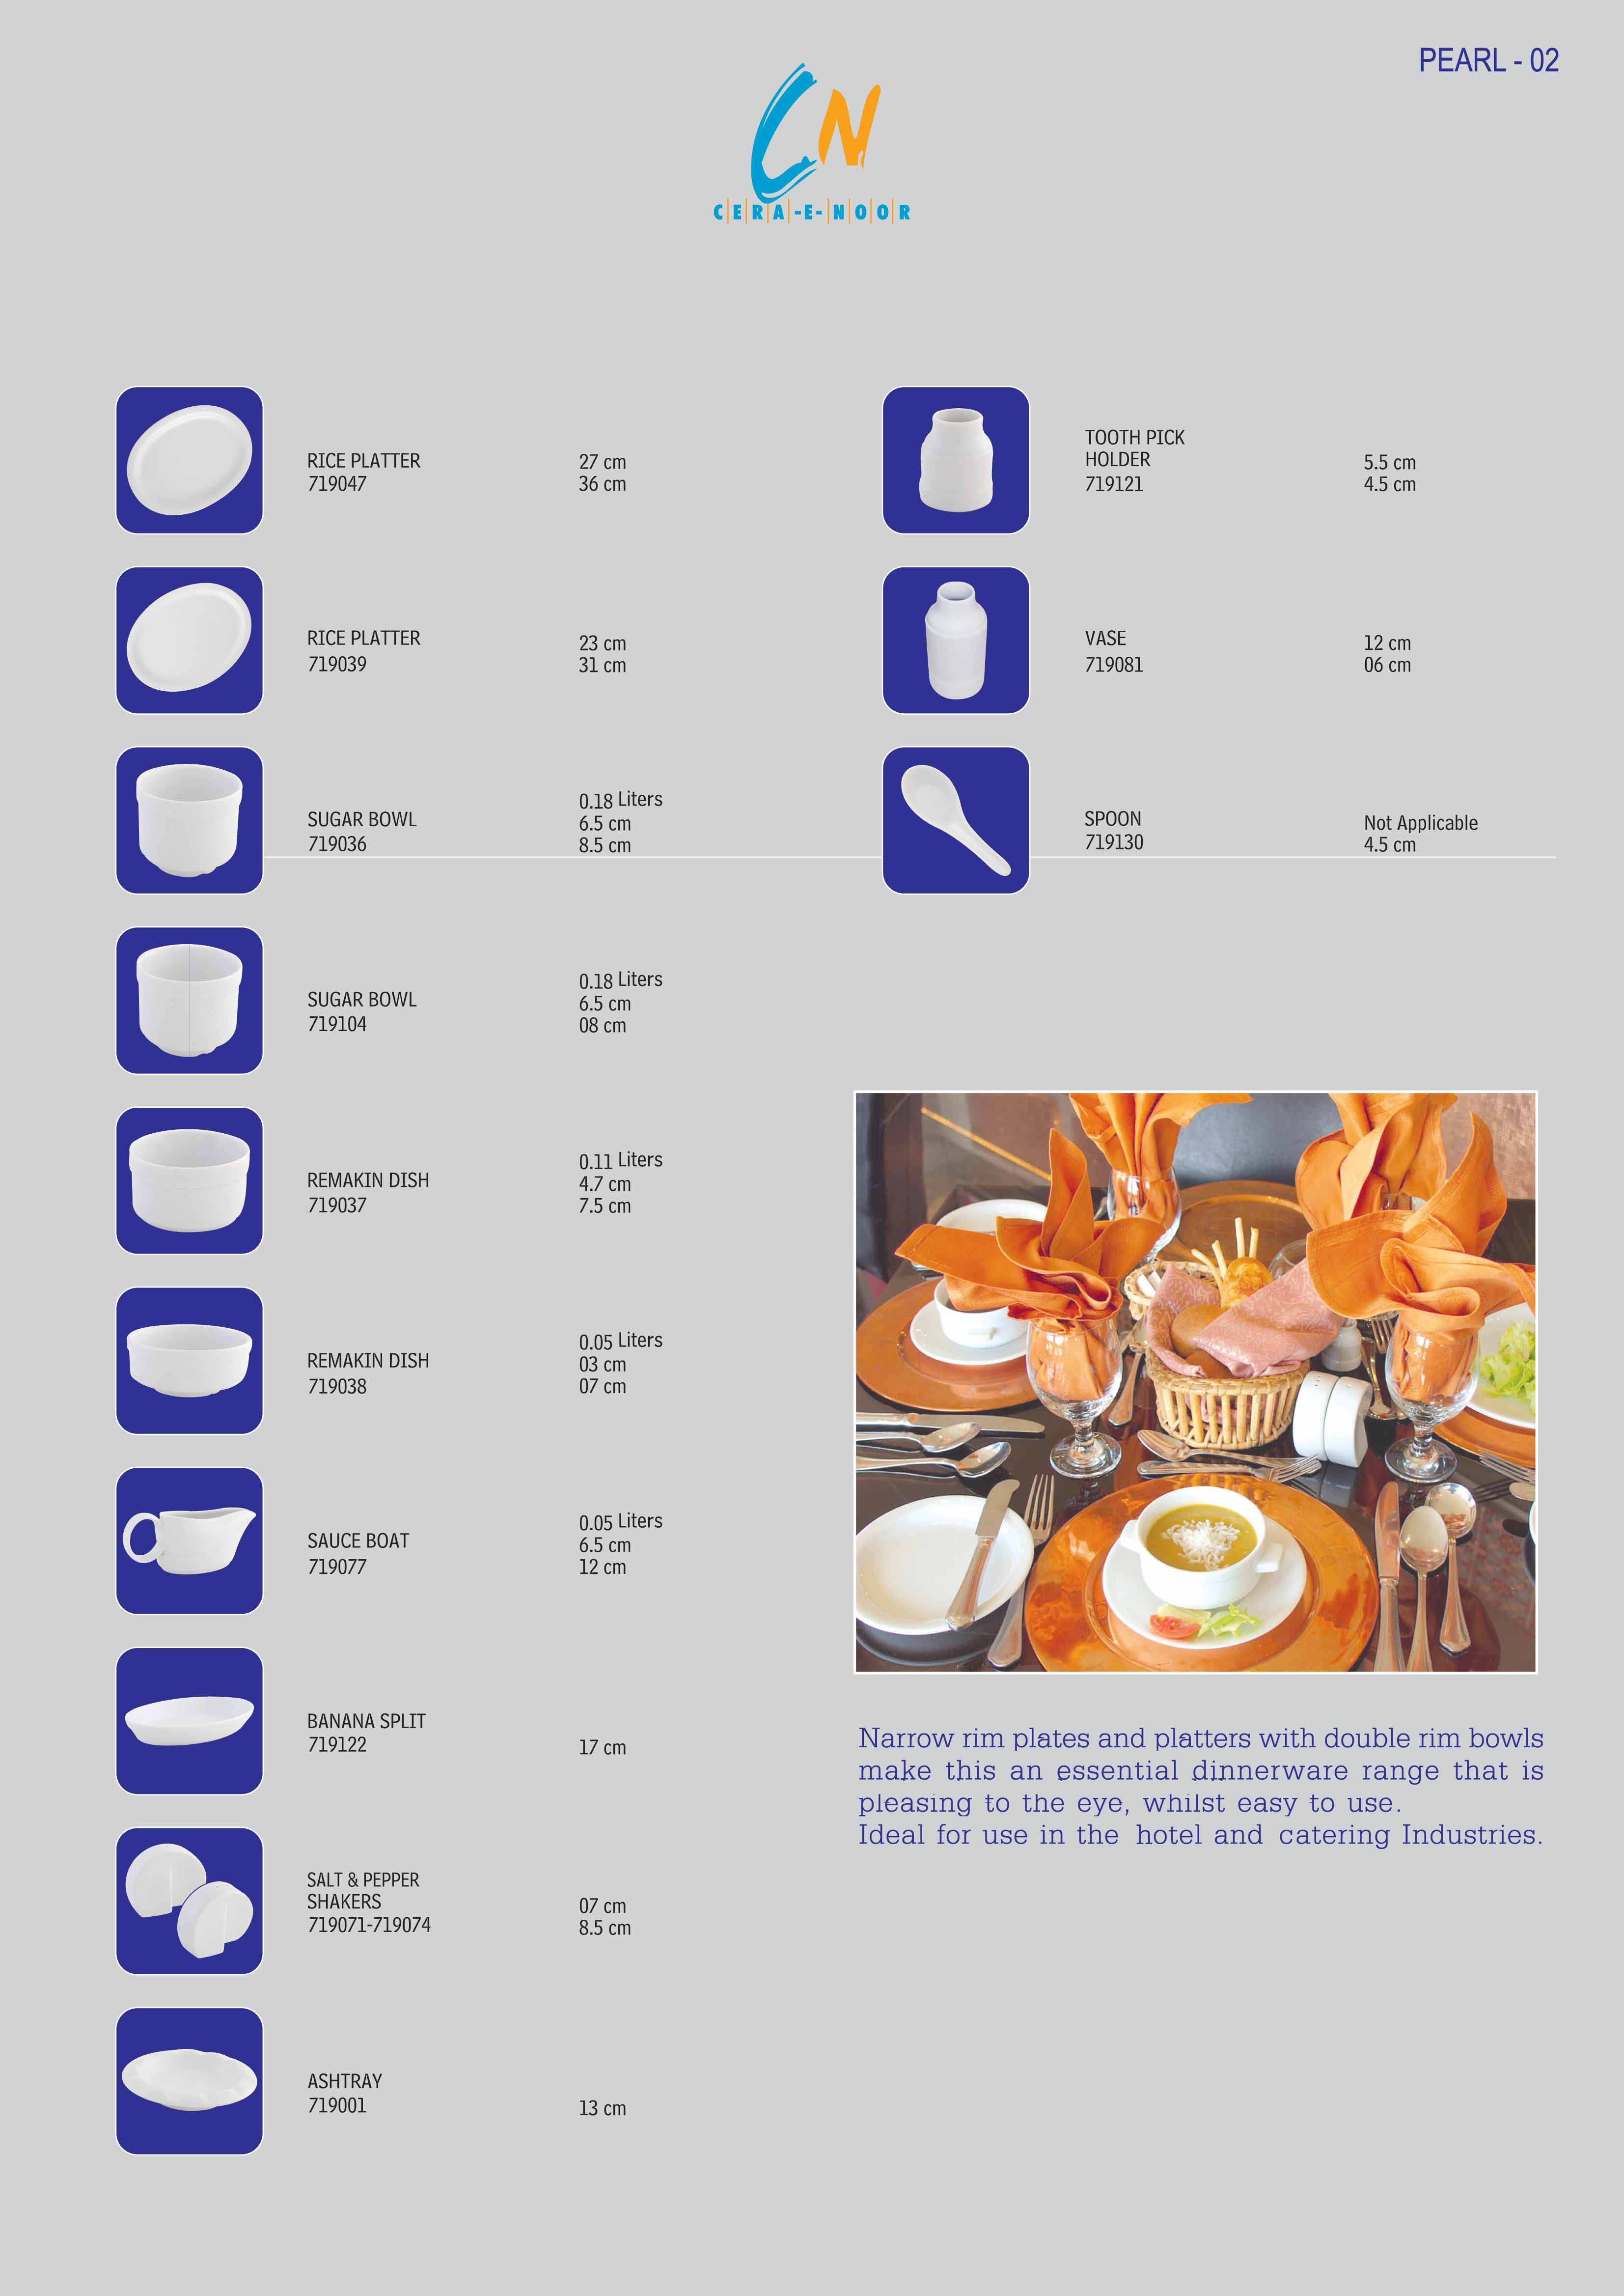 PEARL - 02
CN
CERA-E-NOOR
RICE PLATTER
719047
27 cm
36 cm
RICE PLATTER
719039
23 cm
31 cm
SUGAR BOWL
719036
0.18 Liters
6.5 cm
8.5 cm
SUGAR BOWL
719104
0.18 Liters
6.5 cm
08 cm
REMAKIN DISH
719037
0.11 Liters
4.7 cm
7.5 cm
REMAKIN DISH
719038
0.05 Liters
03 cm
07 cm
SAUCE BOAT
719077
0.05 Liters
6.5 cm
12 cm
BANANA SPLIT
719122
17 cm
SALT & PEPPER
SHAKERS
719071-719074
07 cm
8.5 cm
ASHTRAY
719001
13 cm
TOOTH PICK
HOLDER
719121
5.5 cm
4.5 cm
VASE
719081
12 cm
06 cm
SPOON
719130
Not Applicable
4.5 cm
Narrow rim plates and platters with double rim bowls
make this an essential dinnerware range that is
pleasing to the eye, whilst easy to use.
Ideal for use in the hotel and catering Industries.